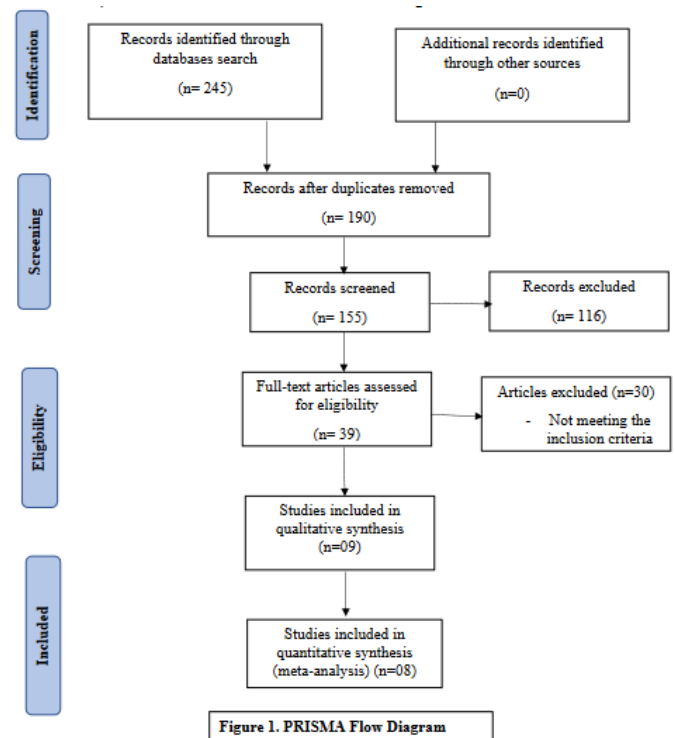 Identification
Records identified through
databases search
(n= 245)
Additional records identified
through other sources
(n=0)
Screening
Records after duplicates removed
(n= 190)
Records screened
(n= 155)
Records excluded
(n= 116)
Eligibility
Full-text articles assessed
for eligibility
(n= 39)
Articles excluded (n=30)
- Not meeting the
inclusion criteria
Studies included in
qualitative synthesis
(n=09)
Included
Studies included in
quantitative synthesis
(meta-analysis) (n=08)
Figure 1. PRISMA Flow Diagram